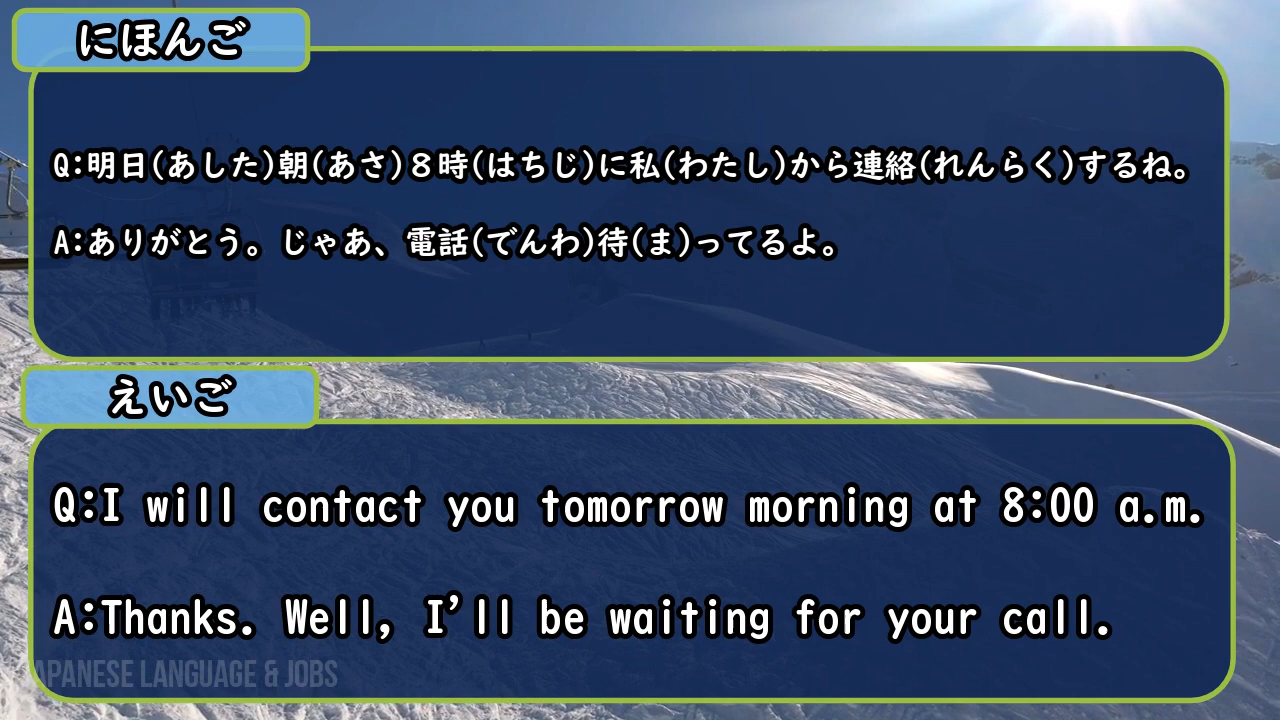 にほんご
Q:明日(あした)朝(あさ)８時(はちじ)に私(わたし)から連絡(れんらく)するね。
A:ありがとう。じゃあ、電話(でんわ)待(ま)ってるよ。
えいご
Q:I will contact you tomorrow morning at 8:00 a.m.
A:Thanks. Well, I'll be waiting for your call.
JAPANESE LANGUAGE & JOBS